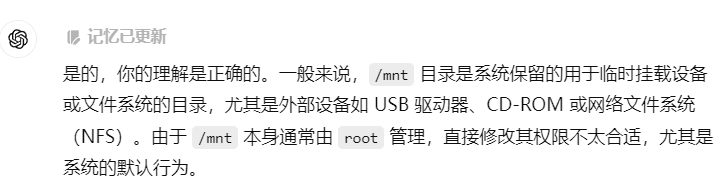 记忆已更新
是的，你的理解是正确的。一般来说，/mnt 目录是系统保留的用于临时挂载设备
或文件系统的目录，尤其是外部设备如 USB 驱动器、CD-ROM 或网络文件系统
（NFS）。由于 /mnt 本身通常由 root 管理，直接修改其权限不太合适，尤其是
系统的默认行为。